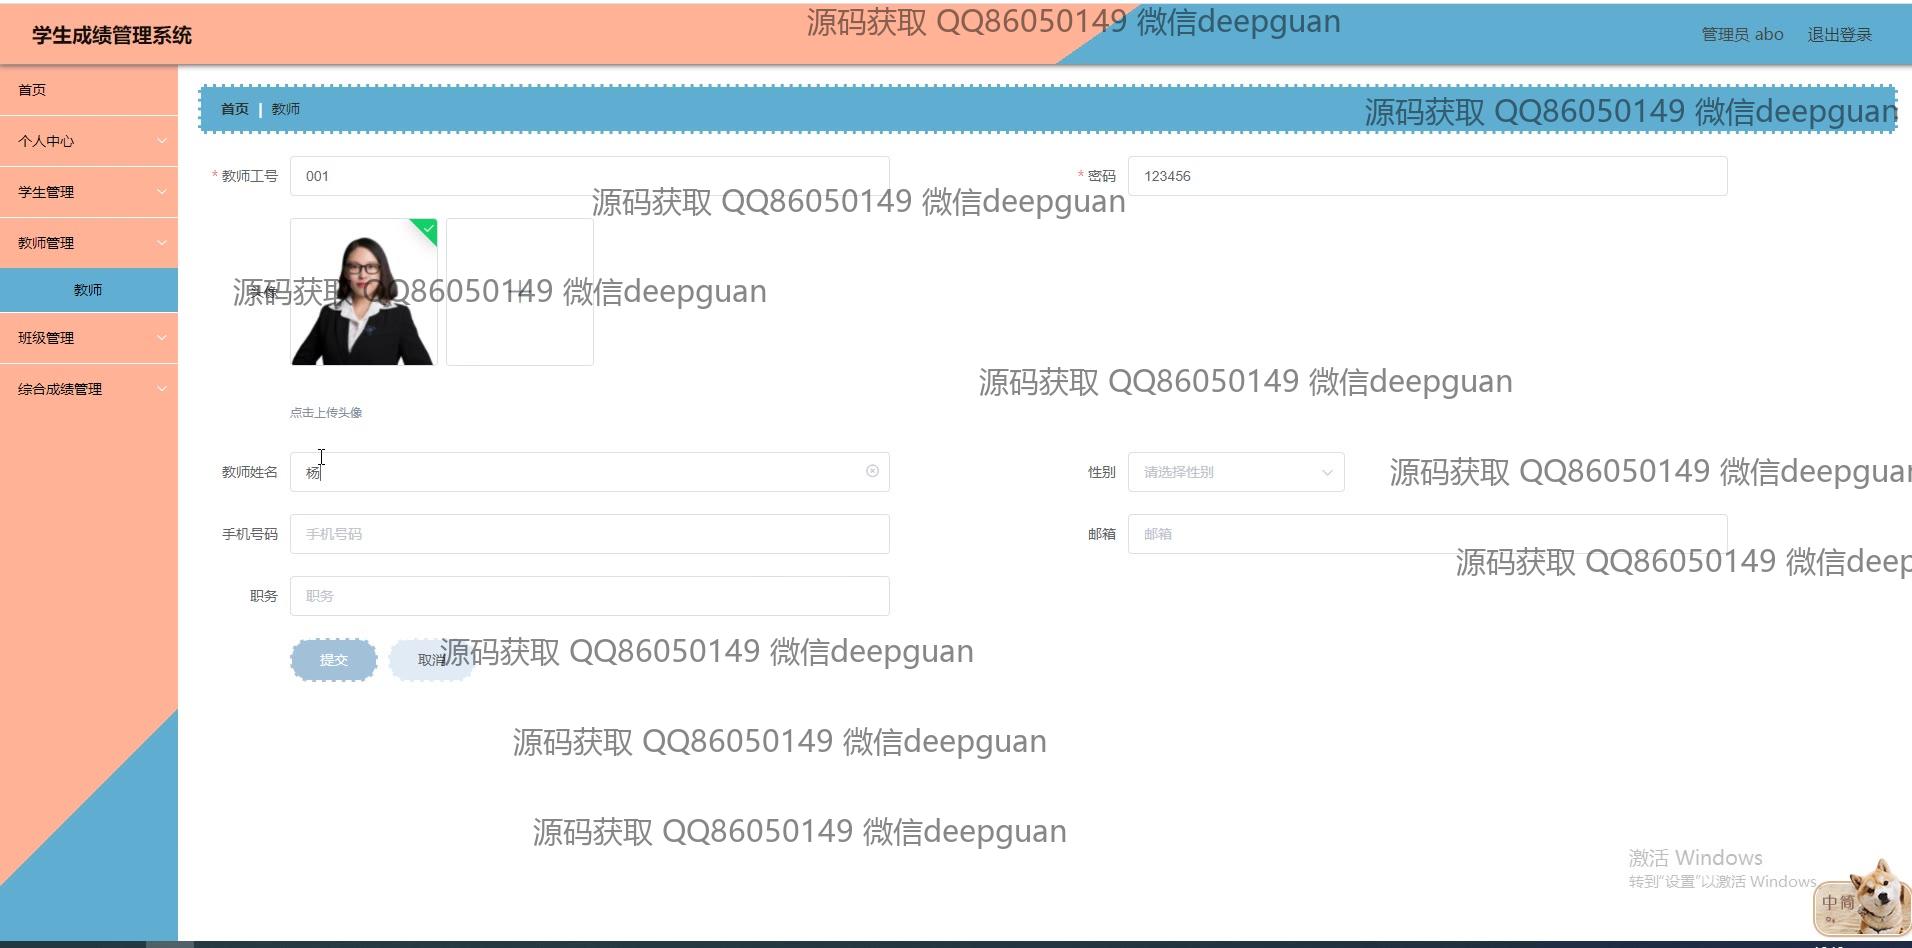 学生成绩管理系统
源码获取 QQ86050149 微信deepguan
管理员 abo 退出登录
首页
个人中心
学生管理
教师管理
教师
班级管理
综合成绩管理
首页 | 教师
源码获取 QQ86050149 微信deepguan
* 教师工号 001
* 密码 123456
源码获取 QQ86050149 微信deepguan
头像
源码获取 QQ86050149 微信deepguan
源码获取 QQ86050149 微信deepguan
点击上传头像
教师姓名 杨
性别 请选择性别
源码获取 QQ86050149 微信deepguan
手机号码 手机号码
邮箱 邮箱
源码获取 QQ86050149 微信deep
职务 职务
提交 取消
源码获取 QQ86050149 微信deepguan
源码获取 QQ86050149 微信deepguan
源码获取 QQ86050149 微信deepguan
激活 Windows
转到“设置”以激活 Windows
中 简